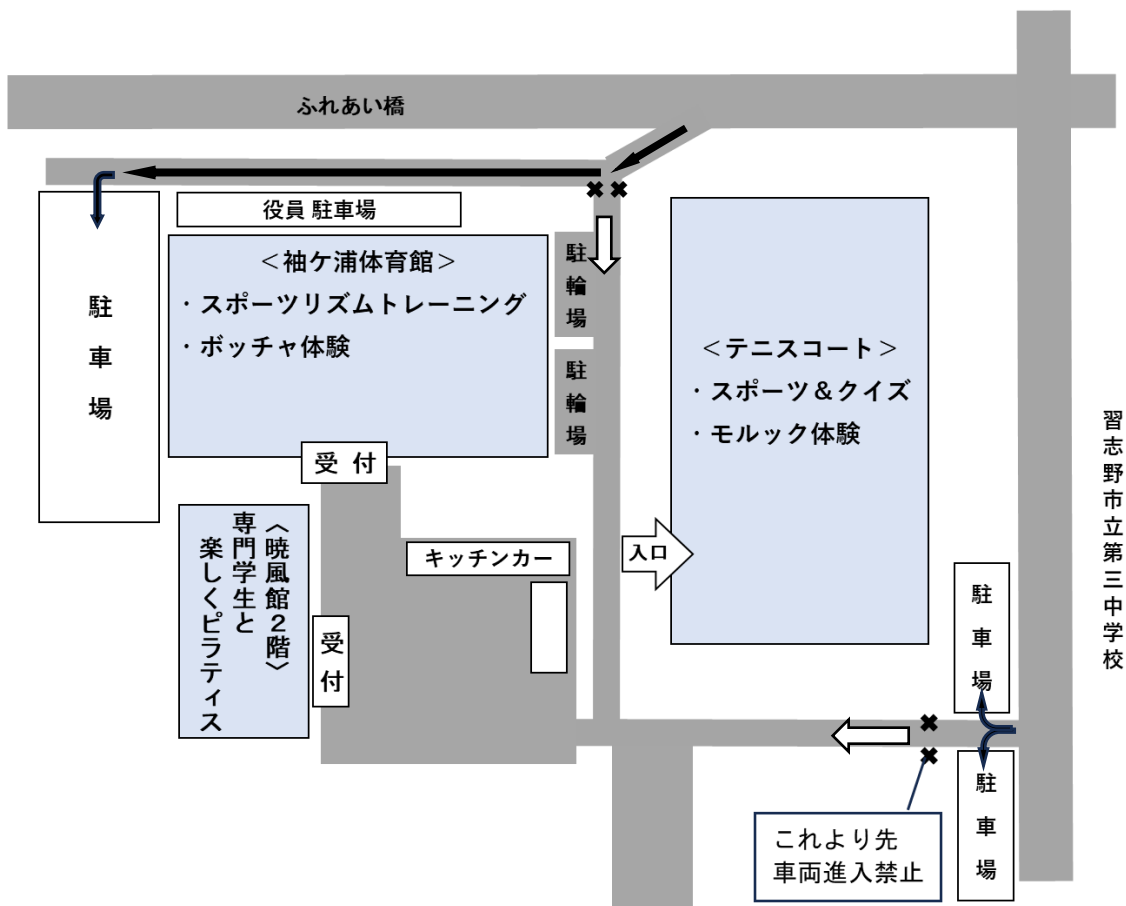 ふれあい橋
役員 駐車場
＜袖ケ浦体育館＞
・スポーツリズムトレーニング
・ボッチャ体験
駐車場
駐輪場
駐輪場
＜テニスコート＞
・スポーツ＆クイズ
・モルック体験
習志野市立第三中学校
受 付
〈暁風館２階〉
専門学生と
楽しくピラティス
受付
キッチンカー
入口
駐車場
駐車場
これより先
車両進入禁止